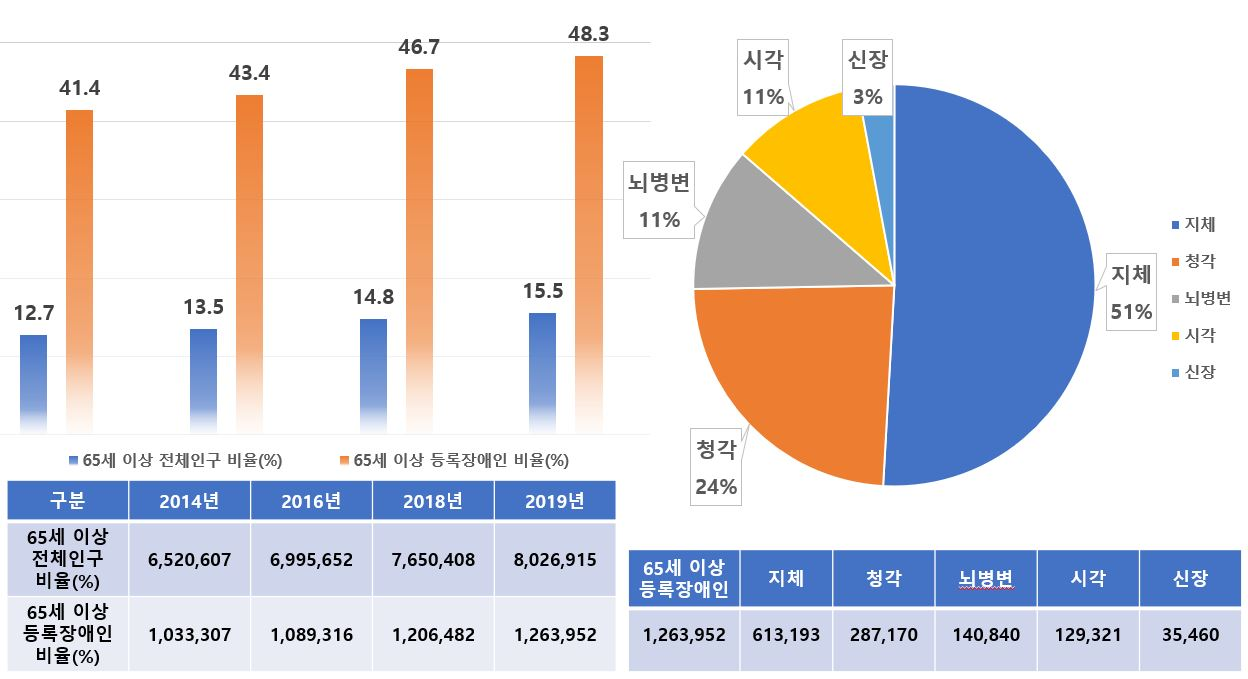 48.3
46.7
43.4
41.4
15.5
14.8
13.5
12.7
65세 이상 전체인구 비율(%)
65세 이상 등록장애인 비율(%)
구분 2014년 2016년 2018년 2019년
65세 이상
전체인구
비율(%)
6,520,607 6,995,652 7,650,408 8,026,915
65세 이상
등록장애인
비율(%)
1,033,307 1,089,316 1,206,482 1,263,952
시각
11%
신장
3%
뇌병변
11%
지체
51%
청각
24%
지체
청각
뇌병변
시각
신장
65세 이상
등록장애인
지체 청각 뇌병변 시각 신장
1,263,952 613,193 287,170 140,840 129,321 35,460